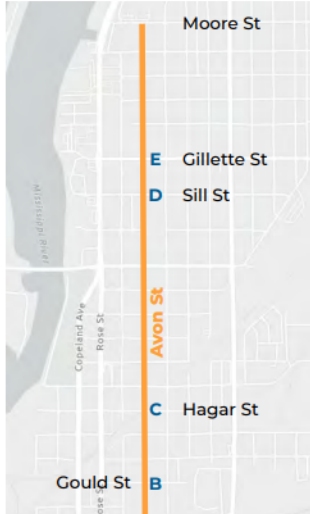 Moore St
E Gillette St
D Sill St
Mississippi River
Avon St
Copeland Ave
Rose St
C Hagar St
Gould St B
Rose St